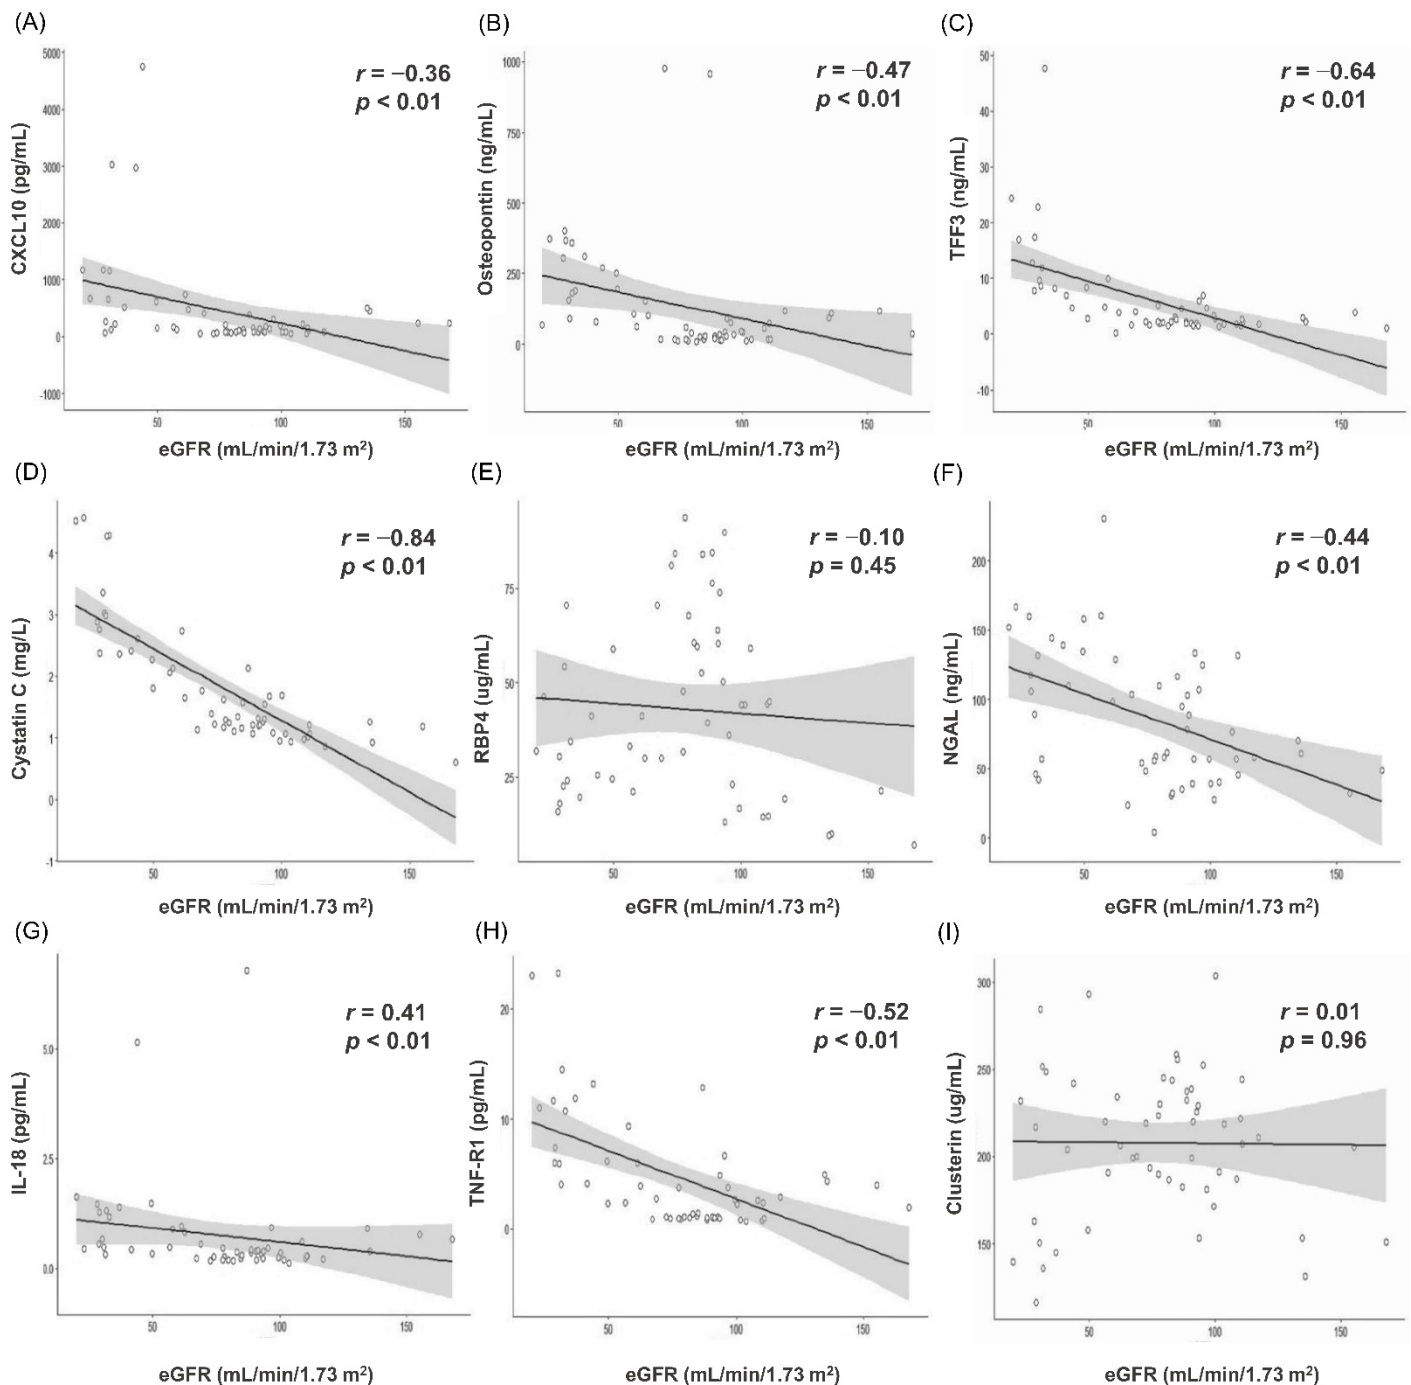 (A)
CXCL10 (pg/mL)
5000
4000
3000
2000
1000
0
-1000
r = −0.36
p < 0.01
50
100
150
eGFR (mL/min/1.73 m²)
(B)
Osteopontin (ng/mL)
1000
750
500
250
0
r = −0.47
p < 0.01
50
100
150
eGFR (mL/min/1.73 m²)
(C)
TFF3 (ng/mL)
50
40
30
20
10
0
-10
r = −0.64
p < 0.01
50
100
150
eGFR (mL/min/1.73 m²)
(D)
Cystatin C (mg/L)
4
3
2
1
0
-1
r = −0.84
p < 0.01
50
100
150
eGFR (mL/min/1.73 m²)
(E)
RBP4 (ug/mL)
75
50
25
r = −0.10
p = 0.45
50
100
150
eGFR (mL/min/1.73 m²)
(F)
NGAL (ng/mL)
200
150
100
50
0
r = −0.44
p < 0.01
50
100
150
eGFR (mL/min/1.73 m²)
(G)
IL-18 (pg/mL)
5.0
2.5
0.0
r = 0.41
p < 0.01
50
100
150
eGFR (mL/min/1.73 m²)
(H)
TNF-R1 (pg/mL)
20
10
0
r = −0.52
p < 0.01
50
100
150
eGFR (mL/min/1.73 m²)
(I)
Clusterin (ug/mL)
300
250
200
150
r = 0.01
p = 0.96
50
100
150
eGFR (mL/min/1.73 m²)